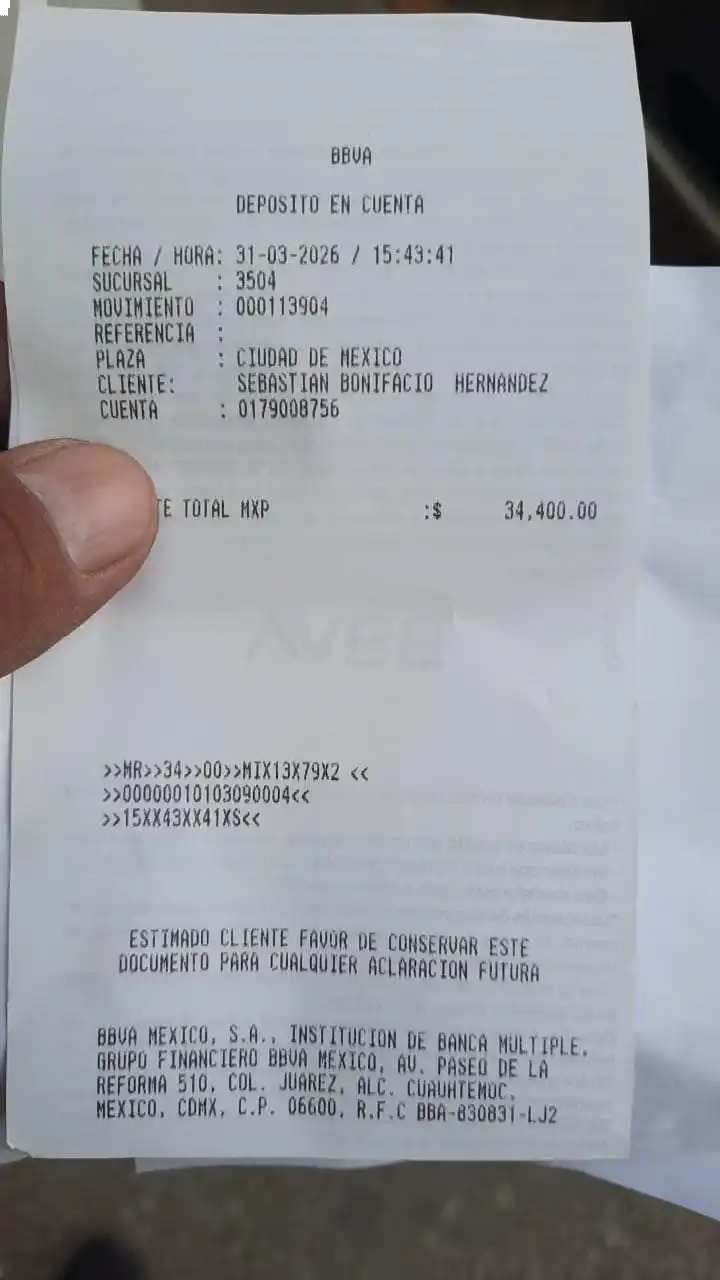 BBVA
DEPOSITO EN CUENTA
FECHA / HORA: 31-03-2026 / 15:43:41
SUCURSAL : 3504
MOVIMIENTO : 000113904
REFERENCIA :
PLAZA : CIUDAD DE MEXICO
CLIENTE: SEBASTIAN BONIFACIO HERNANDEZ
CUENTA : 0179008756
TE TOTAL MXP :$ 34,400.00
>>MR>>34>>00>>MIX13X79X2 <<
>>00000010103090004<<
>>15XX43XX41XS<<
ESTIMADO CLIENTE FAVOR DE CONSERVAR ESTE
DOCUMENTO PARA CUALQUIER ACLARACION FUTURA
BBVA MEXICO, S.A., INSTITUCION DE BANCA MULTIPLE,
GRUPO FINANCIERO BBVA MEXICO, AV. PASEO DE LA
REFORMA 510, COL. JUAREZ, ALC. CUAUHTEMOC,
MEXICO, CDMX, C.P. 06600, R.F.C BBA-830831-LJ2